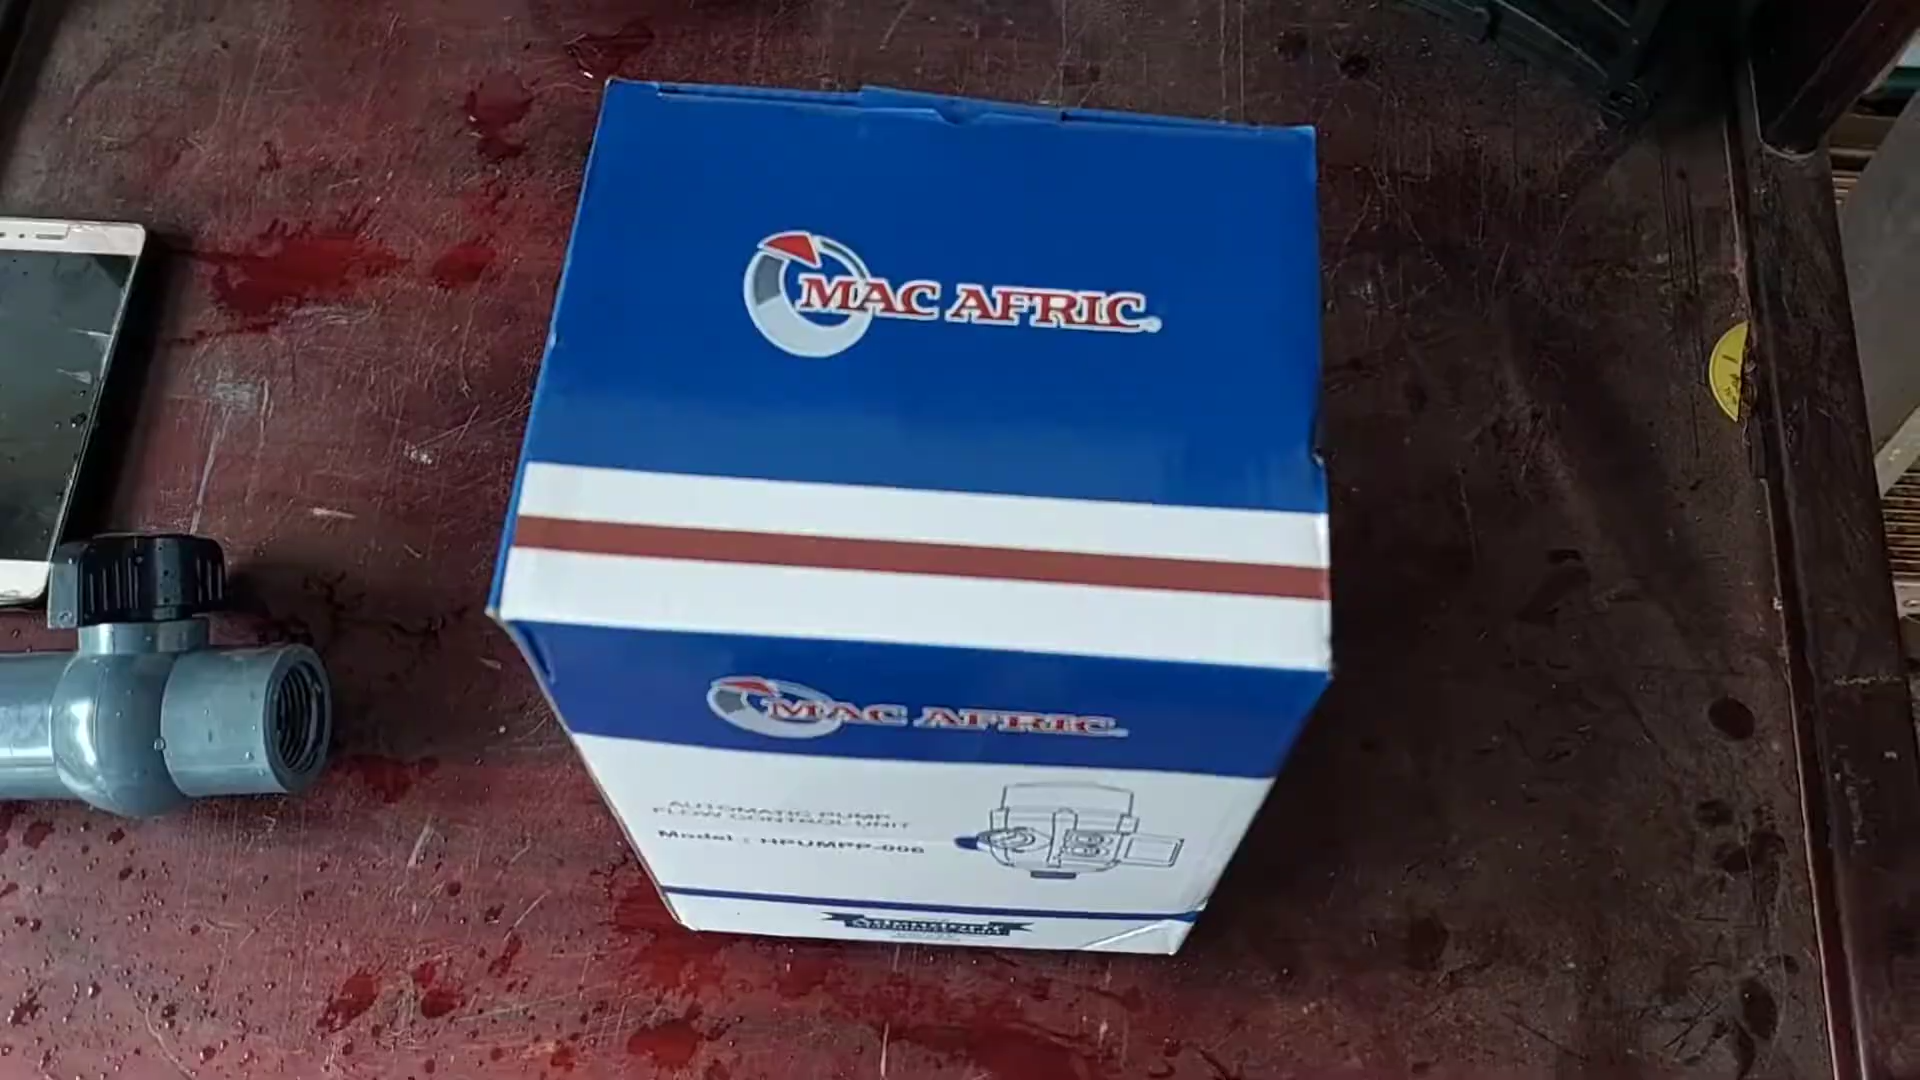 MAC AFRIC
MAC AFRIC
AUTOMATIC PUMP
FLOW CONTROL UNIT
Model : HPUMPP-006